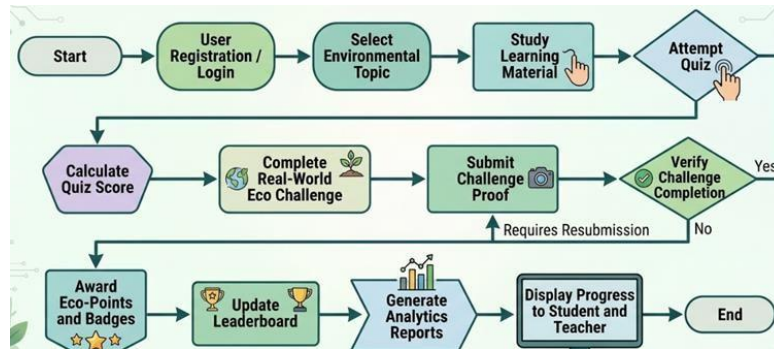 Start
User
Registration /
Login
Select
Environmental
Topic
Study
Learning
Material
Attempt
Quiz
Calculate
Quiz Score
Complete
Real-World
Eco Challenge
Submit
Challenge
Proof
Verify
Challenge
Completion
Yes
Requires Resubmission
No
Award
Eco-Points
and Badges
Update
Leaderboard
Generate
Analytics
Reports
Display Progress
to Student and
Teacher
End